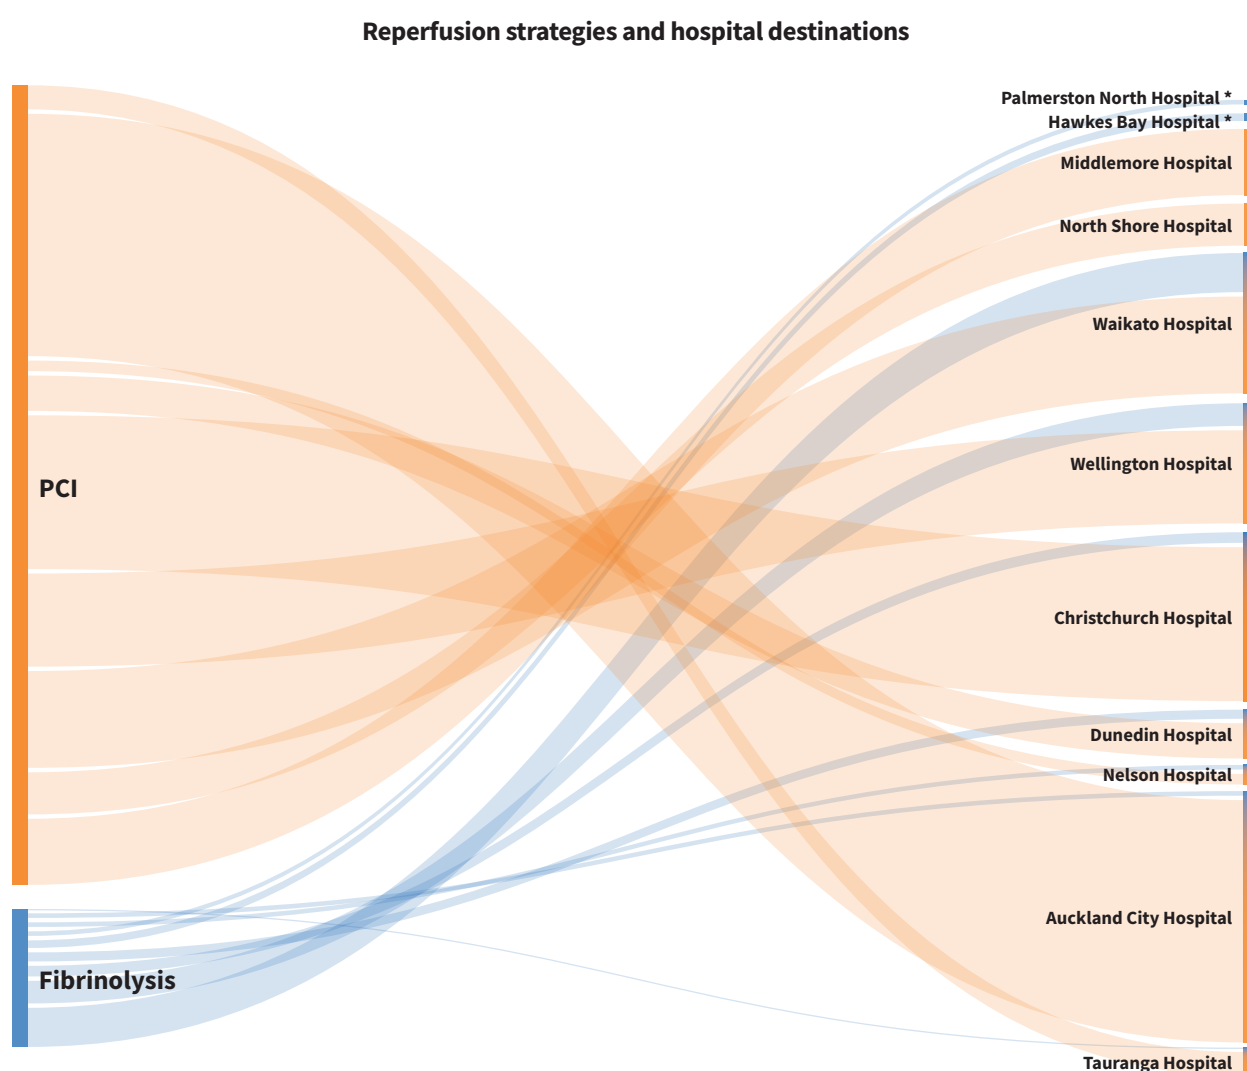 Reperfusion strategies and hospital destinations
Palmerston North Hospital *
Hawkes Bay Hospital *
Middlemore Hospital
North Shore Hospital
Waikato Hospital
Wellington Hospital
PCI
Christchurch Hospital
Dunedin Hospital
Nelson Hospital
Auckland City Hospital
Fibrinolysis
Tauranga Hospital